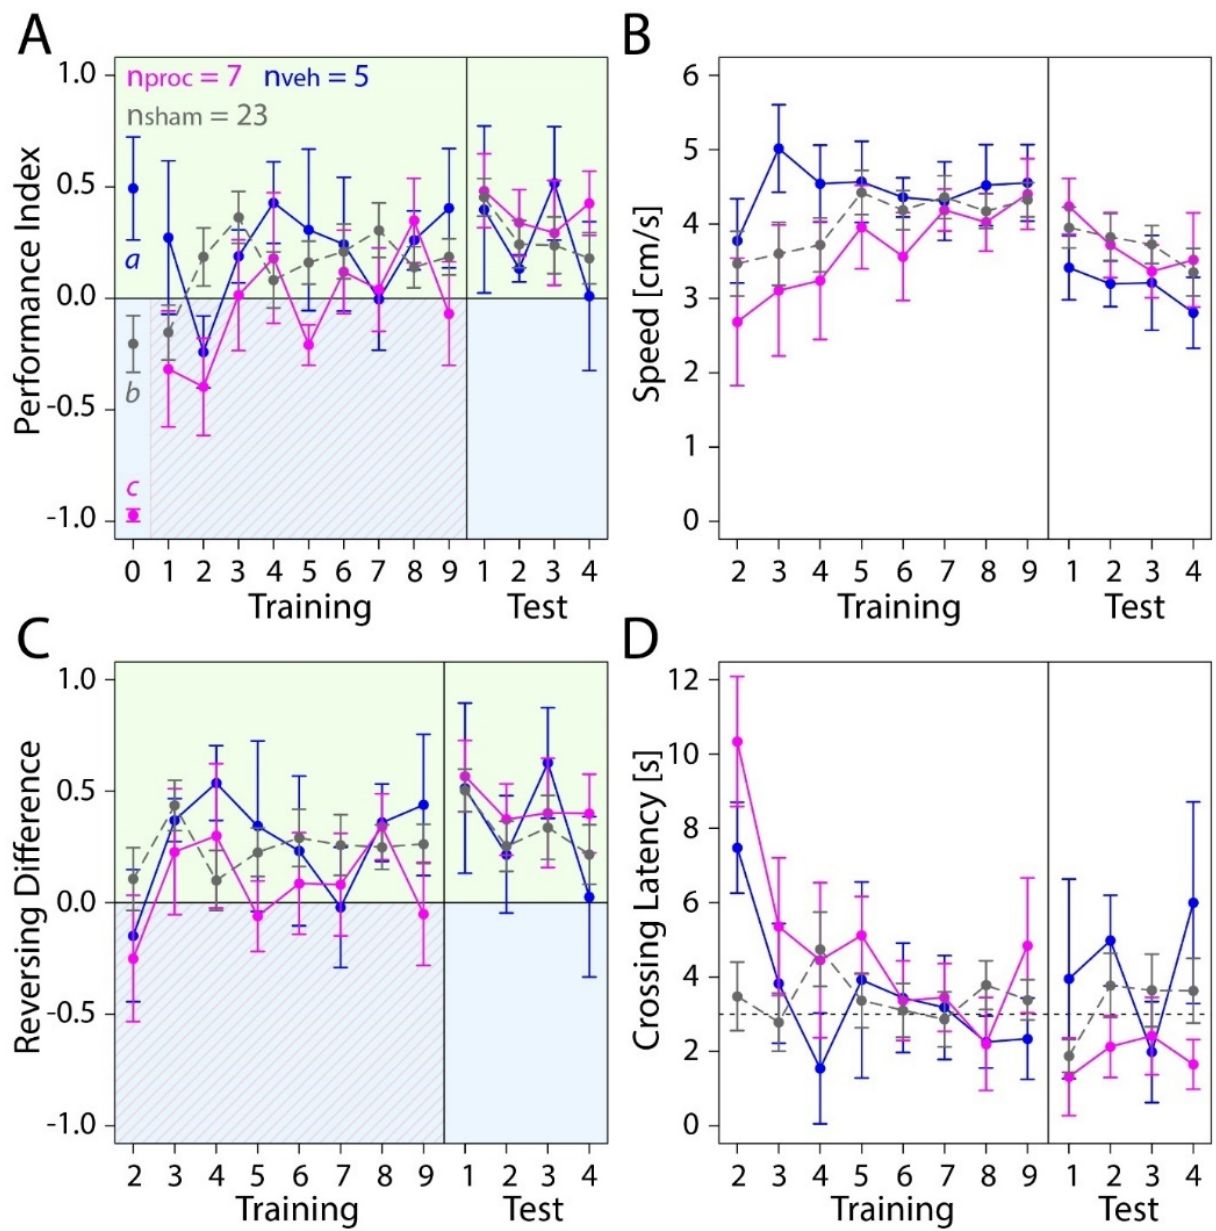 A
nproc = 7 nveh = 5
nsham = 23
Performance Index
1.0
0.5
0.0
-0.5
-1.0
a
b
c
0 1 2 3 4 5 6 7 8 9 1 2 3 4
Training Test
B
Speed [cm/s]
6
5
4
3
2
1
0
2 3 4 5 6 7 8 9 1 2 3 4
Training Test
C
Reversing Difference
1.0
0.5
0.0
-0.5
-1.0
2 3 4 5 6 7 8 9 1 2 3 4
Training Test
D
Crossing Latency [s]
12
10
8
6
4
2
0
2 3 4 5 6 7 8 9 1 2 3 4
Training Test